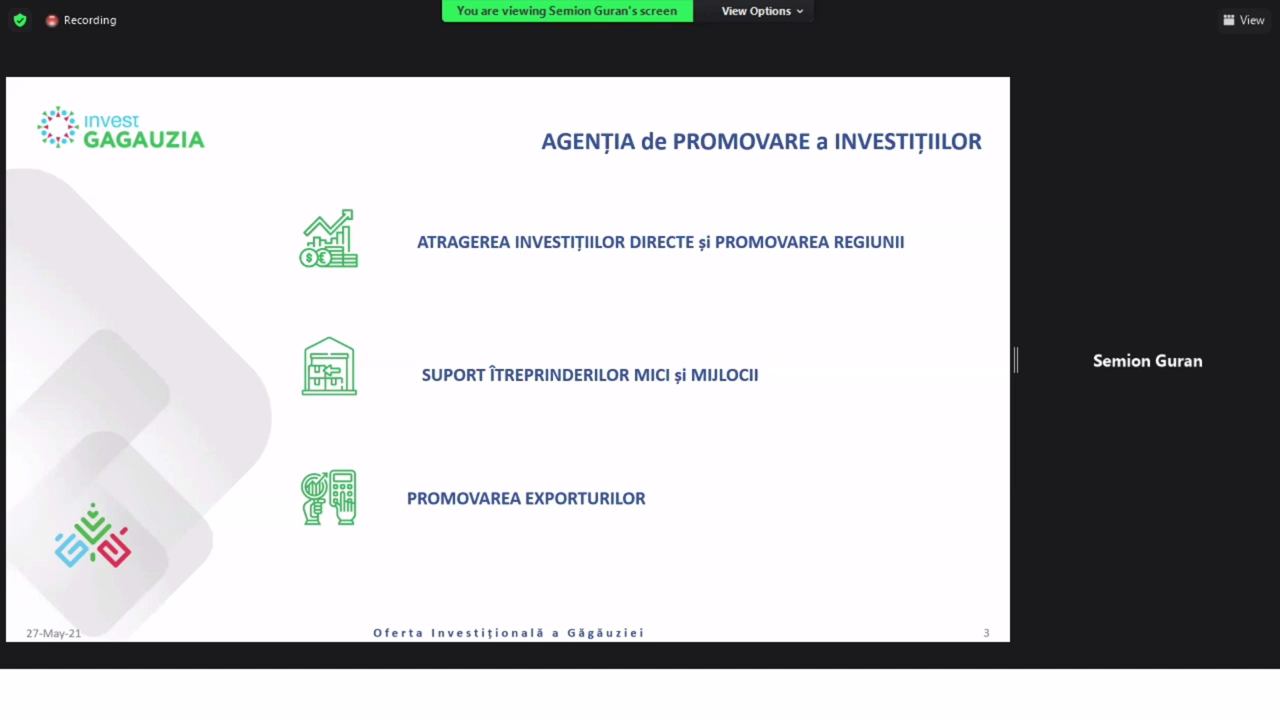 Recording
You are viewing Semion Guran's screen
View Options
View
invest
GAGAUZIA
AGENȚIA de PROMOVARE a INVESTIȚIILOR
ATRAGEREA INVESTIȚIILOR DIRECTE și PROMOVAREA REGIUNII
SUPORT ÎTREPRINDERILOR MICI și MIJLOCII
PROMOVAREA EXPORTURILOR
Semion Guran
27-May-21
Oferta Investițională a Găgăuziei
3